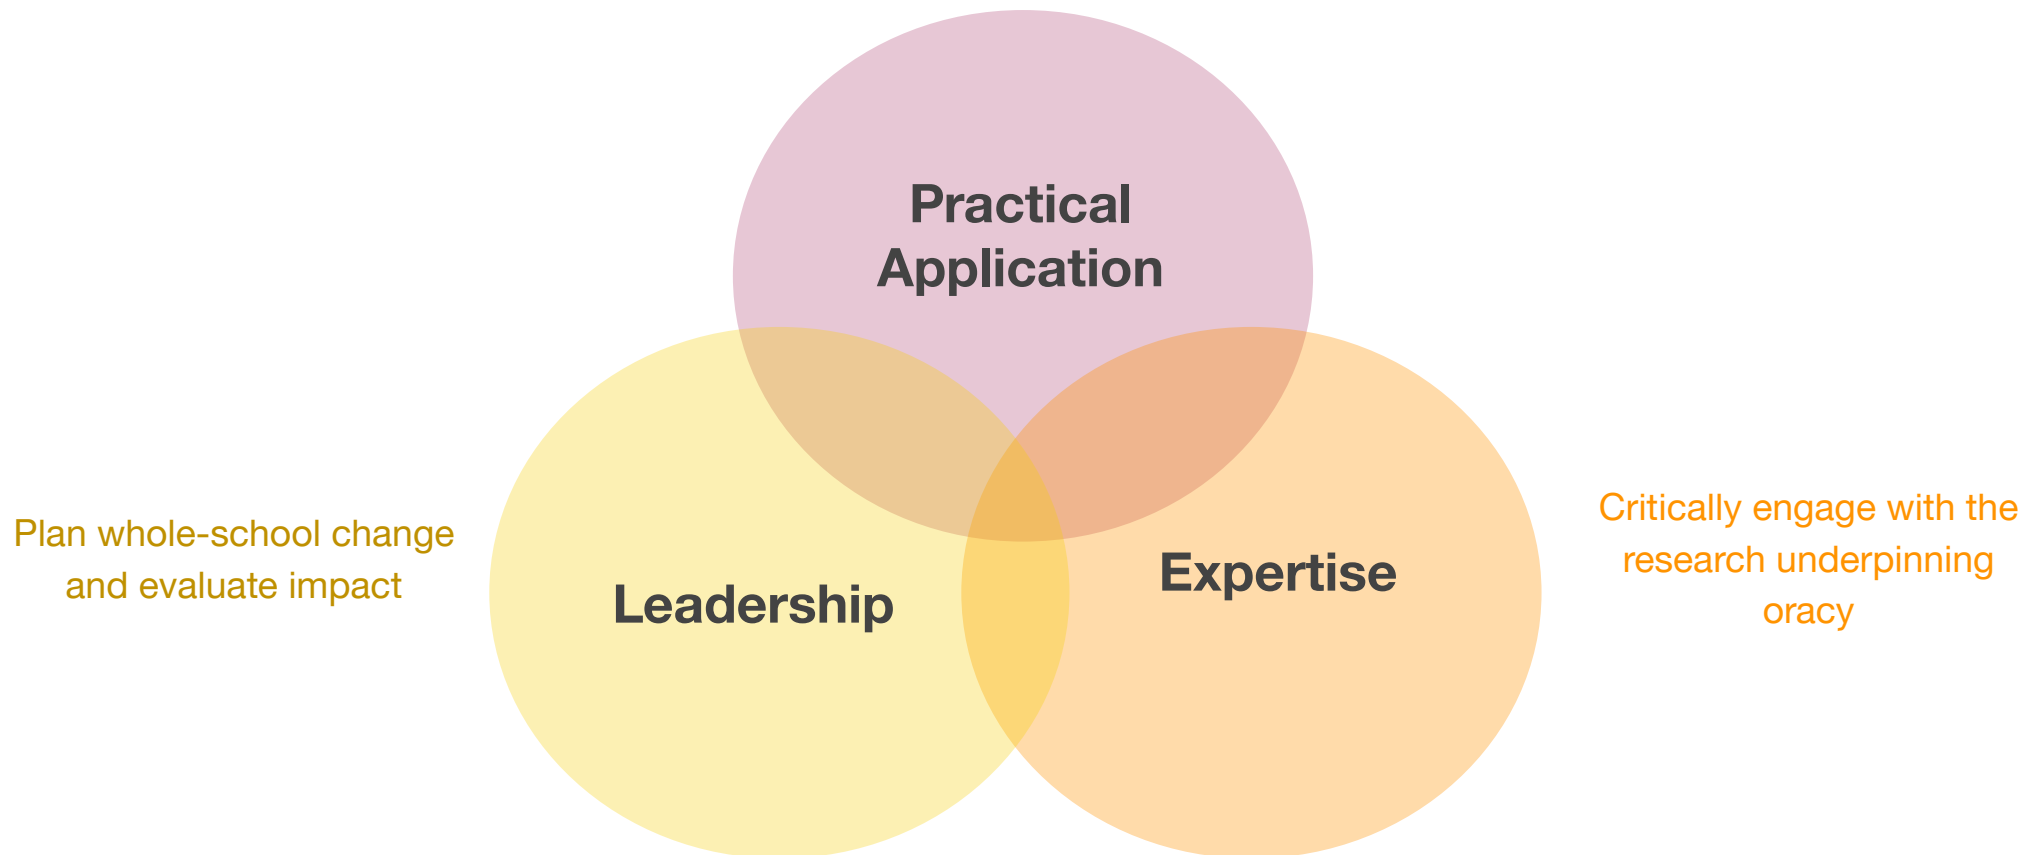 Practical
Application
Plan whole-school change
and evaluate impact
Leadership
Expertise
Critically engage with the
research underpinning
oracy